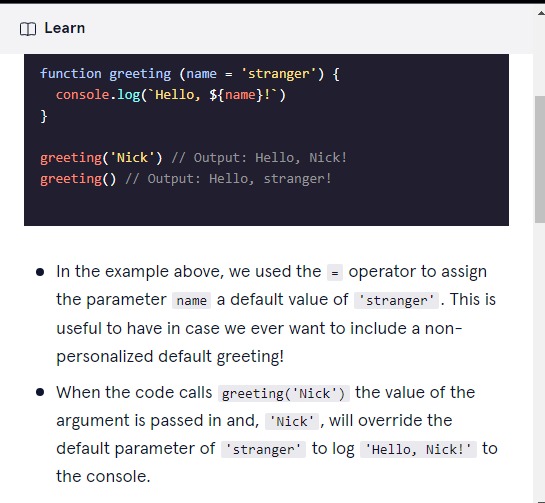 Learn
function greeting (name = 'stranger') {
  console.log(`Hello, ${name}!`)
}
greeting('Nick') // Output: Hello, Nick!
greeting() // Output: Hello, stranger!
• In the example above, we used the = operator to assign
the parameter name a default value of 'stranger'. This is
useful to have in case we ever want to include a non-
personalized default greeting!
• When the code calls greeting('Nick') the value of the
argument is passed in and, 'Nick', will override the
default parameter of 'stranger' to log 'Hello, Nick!' to
the console.